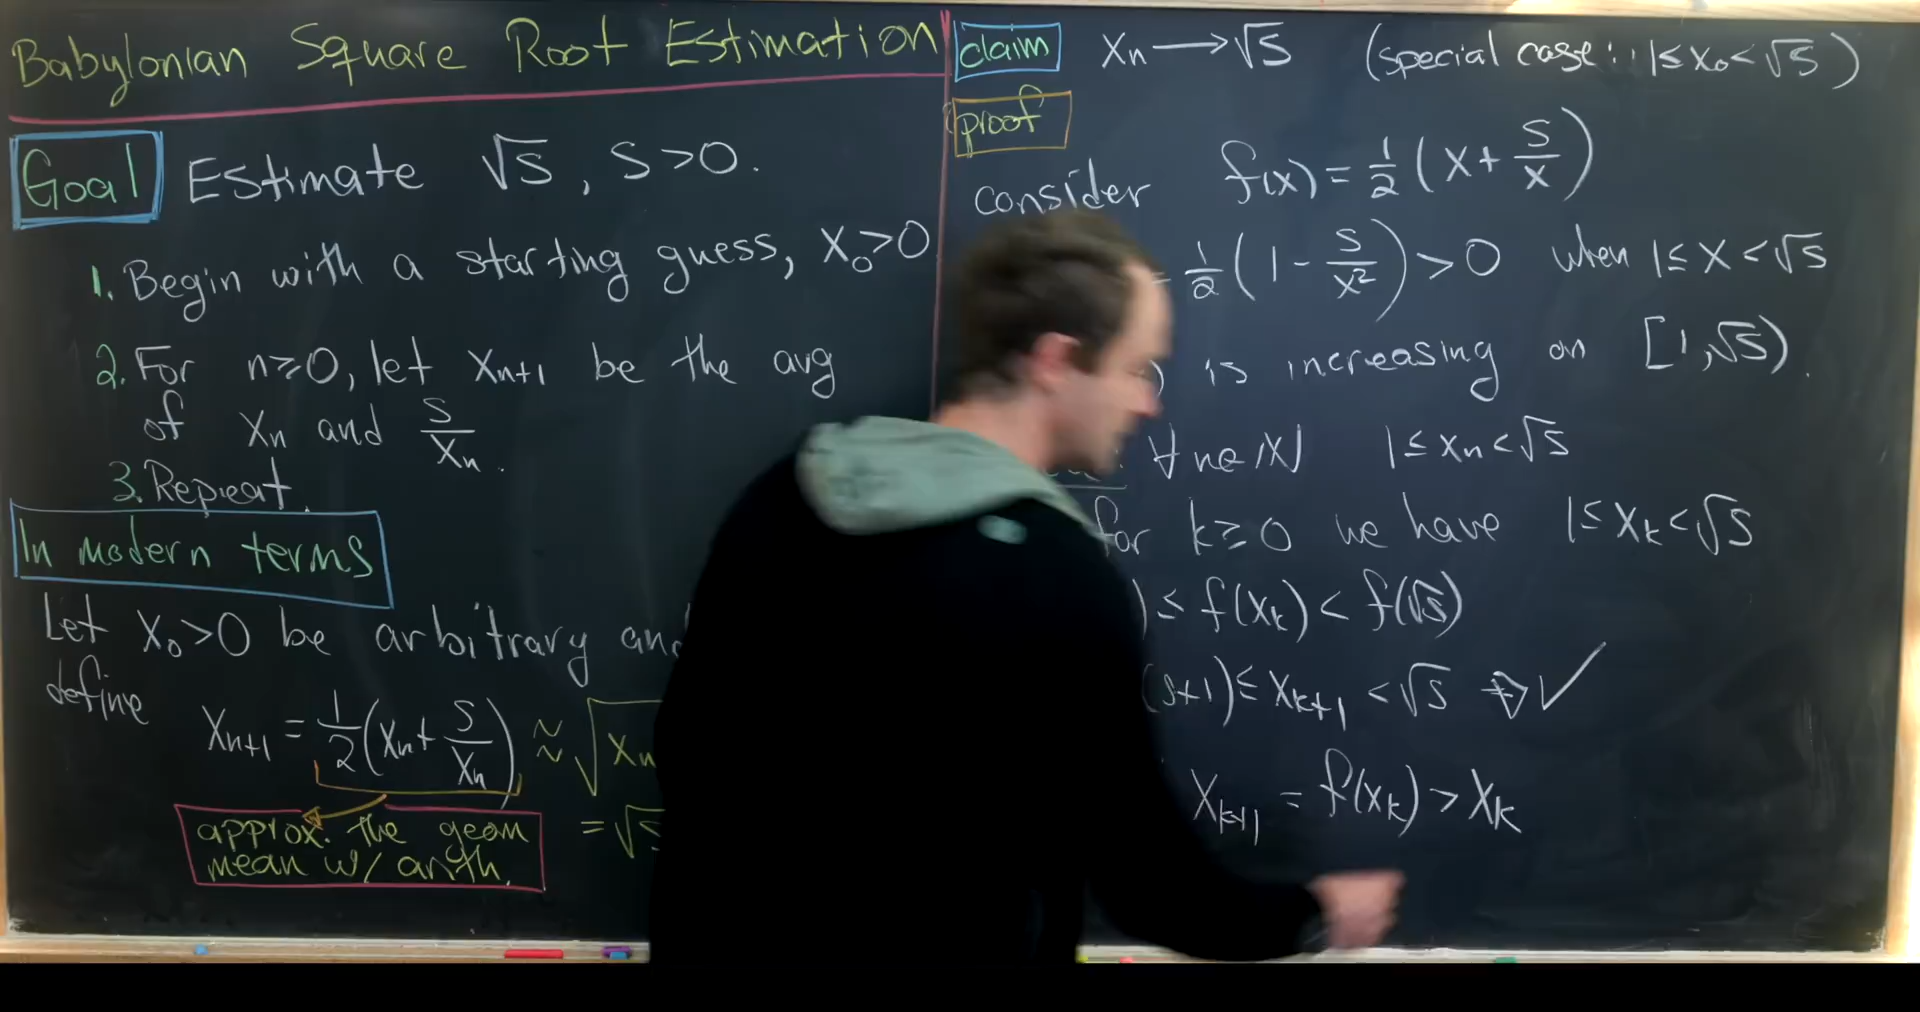 Babylonian Square Root Estimation
Goal Estimate √S, S>0.
1. Begin with a starting guess, X₀>0
2. For n≥0, let Xₙ₊₁ be the avg
of Xₙ and S/Xₙ.
3. Repeat.
In modern terms
Let X₀>0 be arbitrary and
define
Xₙ₊₁ = 1/2(Xₙ + S/Xₙ) ≈ √Xₙ
approx. the geom = √S
mean w/ arith.
claim Xₙ → √S (special case: 1≤X₀<√S)
proof
consider f(x) = 1/2(X + S/X)
= 1/2(1 - S/X²) > 0 when 1≤X<√S
) is increasing on [1,√S).
∀n∈ℕ 1≤Xₙ<√S
for k≥0 we have 1≤Xₖ<√S
) ≤ f(Xₖ) < f(√S)
(S+1) ≤ Xₖ₊₁ < √S ✓
Xₖ₊₁ = f(Xₖ) > Xₖ